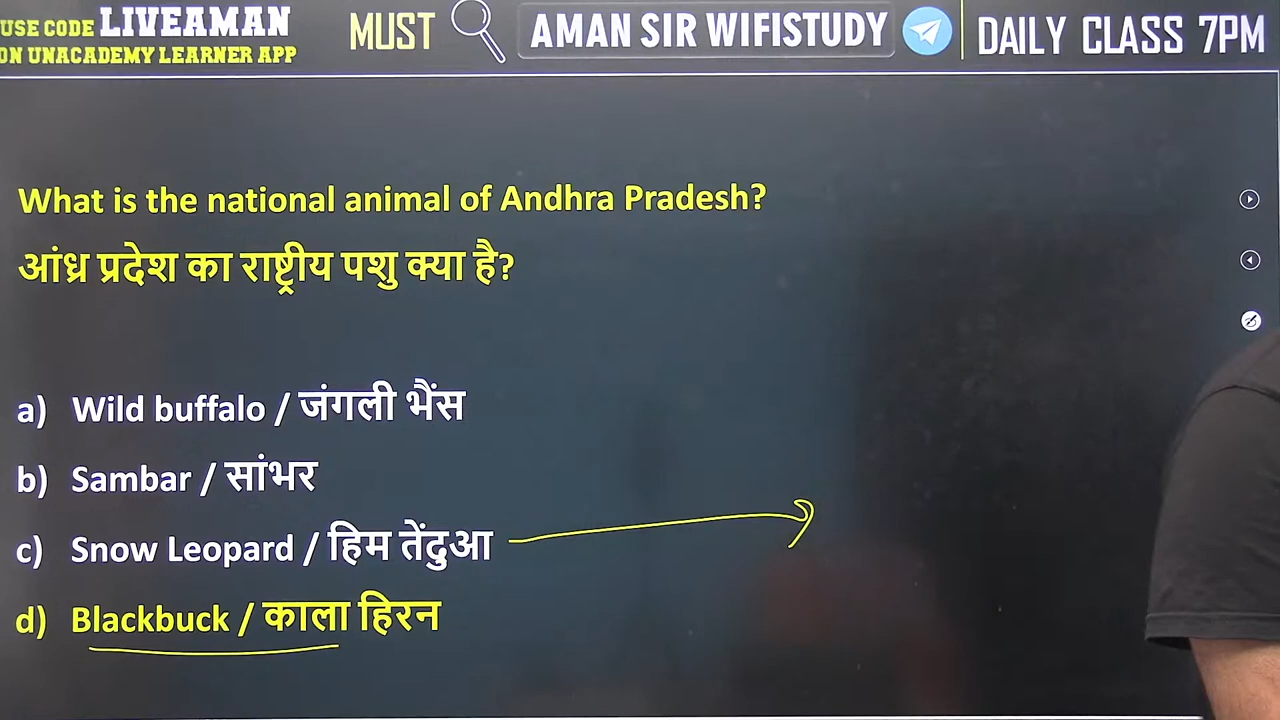 USE CODE LIVEAMAN
ON UNACADEMY LEARNER APP
MUST
AMAN SIR WIFISTUDY
DAILY CLASS 7PM
What is the national animal of Andhra Pradesh?
आंध्र प्रदेश का राष्ट्रीय पशु क्या है?
a) Wild buffalo / जंगली भैंस
b) Sambar / सांभर
c) Snow Leopard / हिम तेंदुआ
d) Blackbuck / काला हिरन